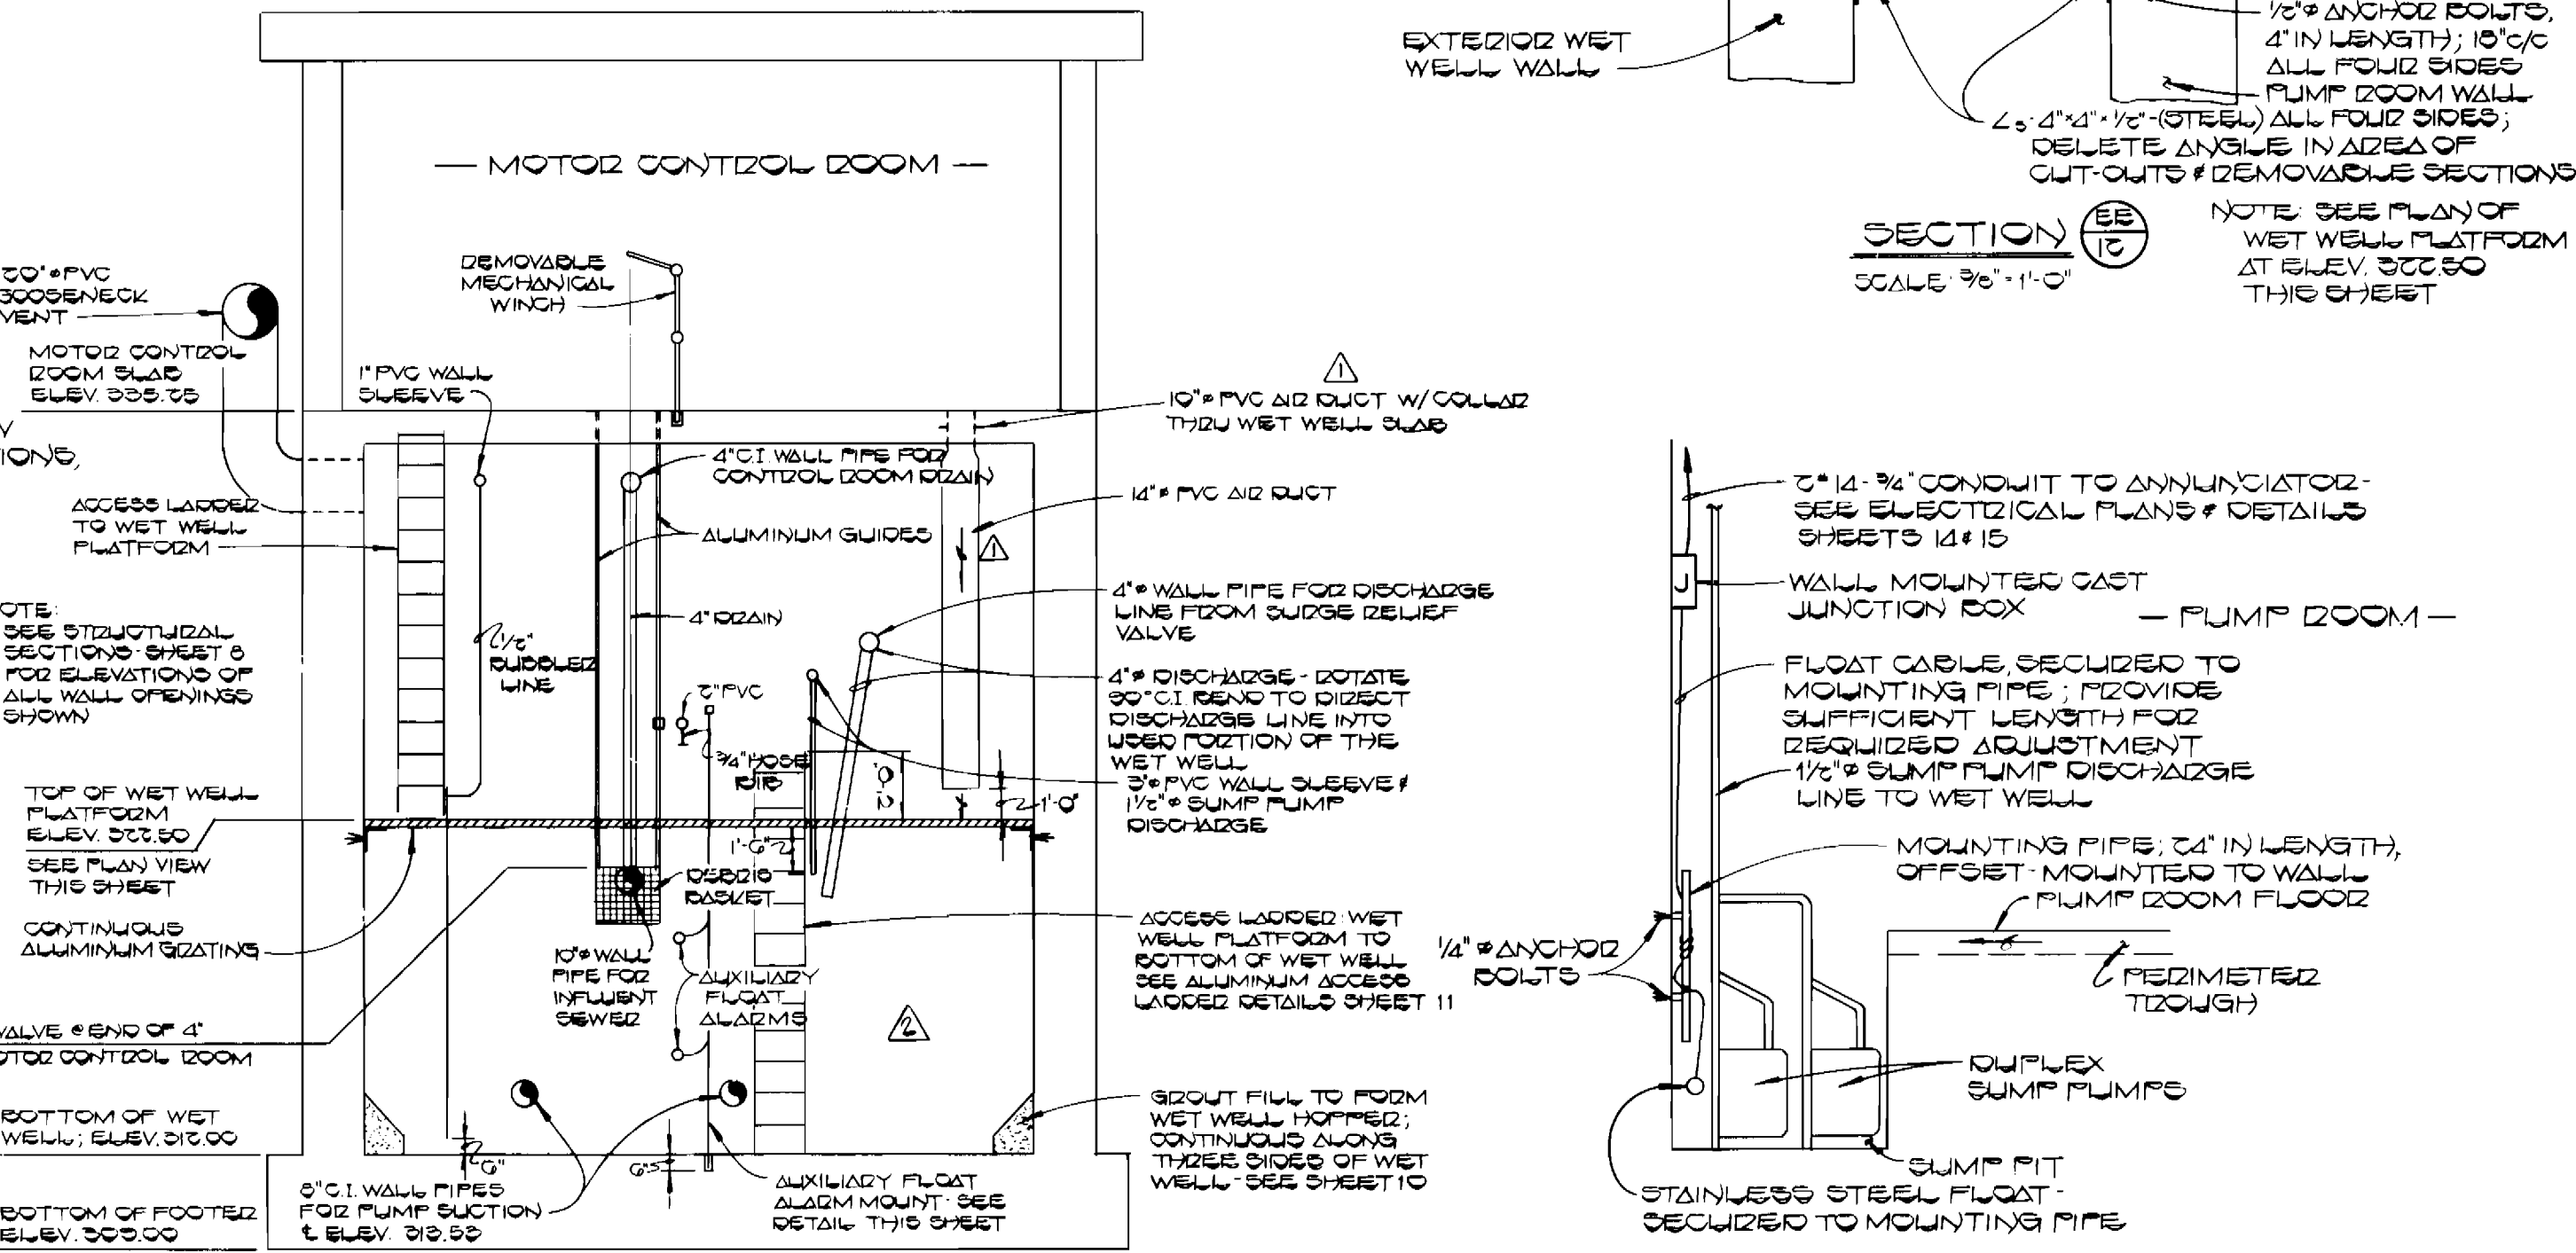 — MOTOR CONTROL ROOM —
REMOVABLE
MECHANICAL
WINCH
20"ø PVC
GOOSENECK
VENT
MOTOR CONTROL
ROOM SLAB
ELEV. 335.25
1" PVC WALL
SLEEVE
ACCESS LADDER
TO WET WELL
PLATFORM
SEE STRUCTURAL
SECTIONS-SHEET 8
FOR ELEVATIONS OF
ALL WALL OPENINGS
SHOWN
1/2"
BUBBLER
LINE
TOP OF WET WELL
PLATFORM
ELEV. 322.50
SEE PLAN VIEW
THIS SHEET
CONTINUOUS
ALUMINUM GRATING
VALVE @ END OF 4"
MOTOR CONTROL ROOM
BOTTOM OF WET
WELL; ELEV. 312.00
BOTTOM OF FOOTER
ELEV. 309.00
4" C.I. WALL PIPE FOR
CONTROL ROOM DRAIN
ALUMINUM GUIDES
4" DRAIN
2" PVC
3/4" HOSE
BIB
1'-6"
2'-0"
1'-0"
DEBRIS
BASKET
10"ø WALL
PIPE FOR
INFLUENT
SEWER
AUXILIARY
FLOAT
ALARMS
2
6"
6"
8" C.I. WALL PIPES
FOR PUMP SUCTION
℄ ELEV. 313.53
AUXILIARY FLOAT
ALARM MOUNT-SEE
DETAIL THIS SHEET
1
10"ø PVC AIR DUCT W/COLLAR
THRU WET WELL SLAB
14"ø PVC AIR DUCT
1
4"ø WALL PIPE FOR DISCHARGE
LINE FROM SURGE RELIEF
VALVE
4"ø DISCHARGE - ROTATE
90° C.I. BEND TO DIRECT
DISCHARGE LINE INTO
USED PORTION OF THE
WET WELL
3"ø PVC WALL SLEEVE &
1 1/2"ø SUMP PUMP
DISCHARGE
ACCESS LADDER: WET
WELL PLATFORM TO
BOTTOM OF WET WELL
SEE ALUMINUM ACCESS
LADDER DETAILS SHEET 11
GROUT FILL TO FORM
WET WELL HOPPER;
CONTINUOUS ALONG
THREE SIDES OF WET
WELL-SEE SHEET 10
EXTERIOR WET
WELL WALL
1/2"ø ANCHOR BOLTS,
4" IN LENGTH; 18" C/C
ALL FOUR SIDES
PUMP ROOM WALL
∠s-4"×4"×1/2"-(STEEL) ALL FOUR SIDES;
DELETE ANGLE IN AREA OF
CUT-OUTS & REMOVABLE SECTIONS
SECTION EE
12
SCALE: 3/8"=1'-0"
NOTE: SEE PLAN OF
WET WELL PLATFORM
AT ELEV. 322.50
THIS SHEET
2#14-3/4" CONDUIT TO ANNUNCIATOR-
SEE ELECTRICAL PLANS & DETAILS
SHEETS 14 & 15
J
WALL MOUNTED CAST
JUNCTION BOX
— PUMP ROOM —
FLOAT CABLE, SECURED TO
MOUNTING PIPE; PROVIDE
SUFFICIENT LENGTH FOR
REQUIRED ADJUSTMENT
1 1/2"ø SUMP PUMP DISCHARGE
LINE TO WET WELL
MOUNTING PIPE; 24" IN LENGTH,
OFFSET-MOUNTED TO WALL
PUMP ROOM FLOOR
1/4"ø ANCHOR
BOLTS
PERIMETER
TROUGH
DUPLEX
SUMP PUMPS
SUMP PIT
STAINLESS STEEL FLOAT-
SECURED TO MOUNTING PIPE